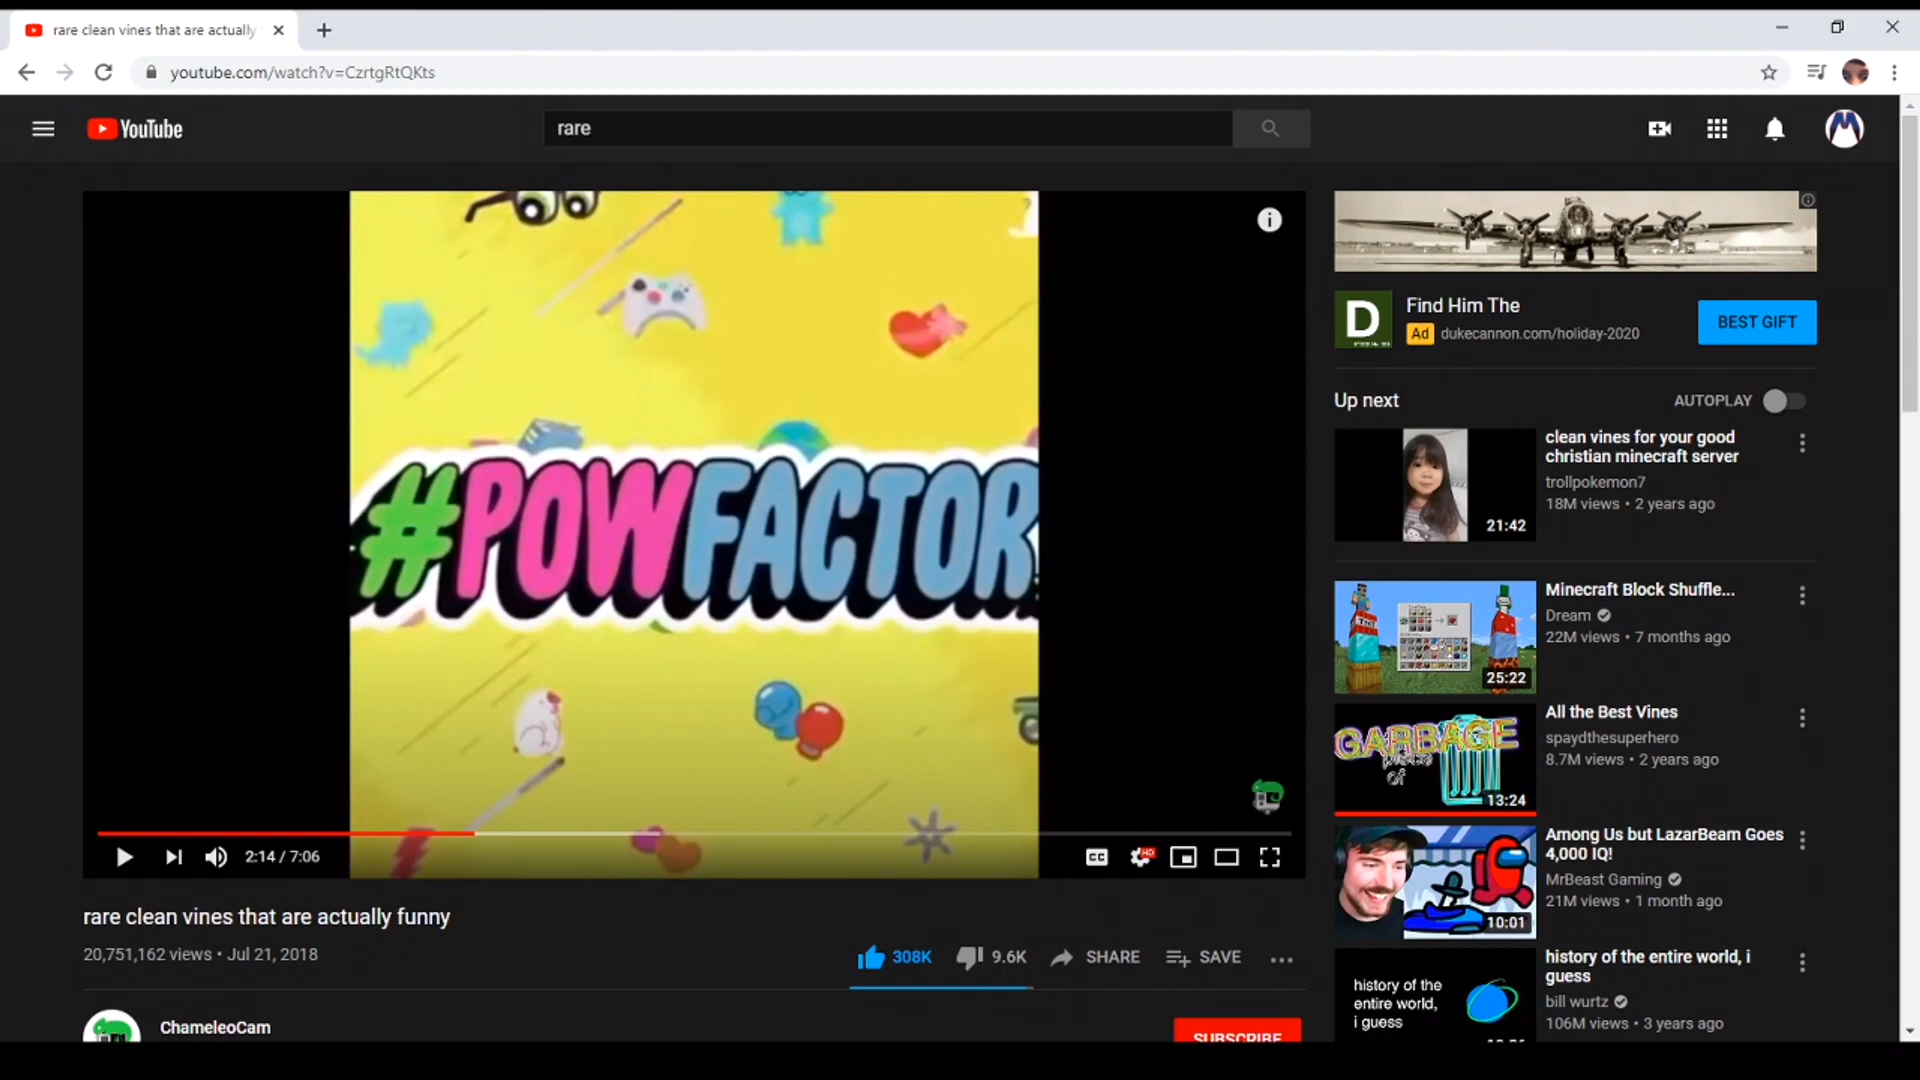 rare clean vines that are actually
youtube.com/watch?v=CzrtgRtQKts
YouTube
rare
#POWFACTOR
2:14 / 7:06
CC
HD
rare clean vines that are actually funny
20,751,162 views • Jul 21, 2018
308K
9.6K
SHARE
SAVE
ChameleoCam
SUBSCRIBE
D
Find Him The
Ad dukecannon.com/holiday-2020
BEST GIFT
Up next
AUTOPLAY
21:42
clean vines for your good
christian minecraft server
trollpokemon7
18M views • 2 years ago
TNT
25:22
Minecraft Block Shuffle...
Dream
22M views • 7 months ago
GARBAGE
of
13:24
All the Best Vines
spaydthesuperhero
8.7M views • 2 years ago
10:01
Among Us but LazarBeam Goes
4,000 IQ!
MrBeast Gaming
21M views • 1 month ago
history of the
entire world,
i guess
history of the entire world, i
guess
bill wurtz
106M views • 3 years ago